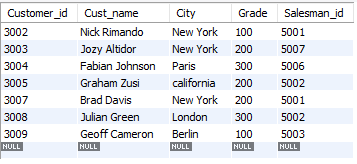 Customer_id Cust_name City Grade Salesman_id
3002 Nick Rimando New York 100 5001
3003 Jozy Altidor New York 200 5007
3004 Fabian Johnson Paris 300 5006
3005 Graham Zusi california 200 5002
3007 Brad Davis New York 200 5001
3008 Julian Green London 300 5002
3009 Geoff Cameron Berlin 100 5003
NULL NULL NULL NULL NULL